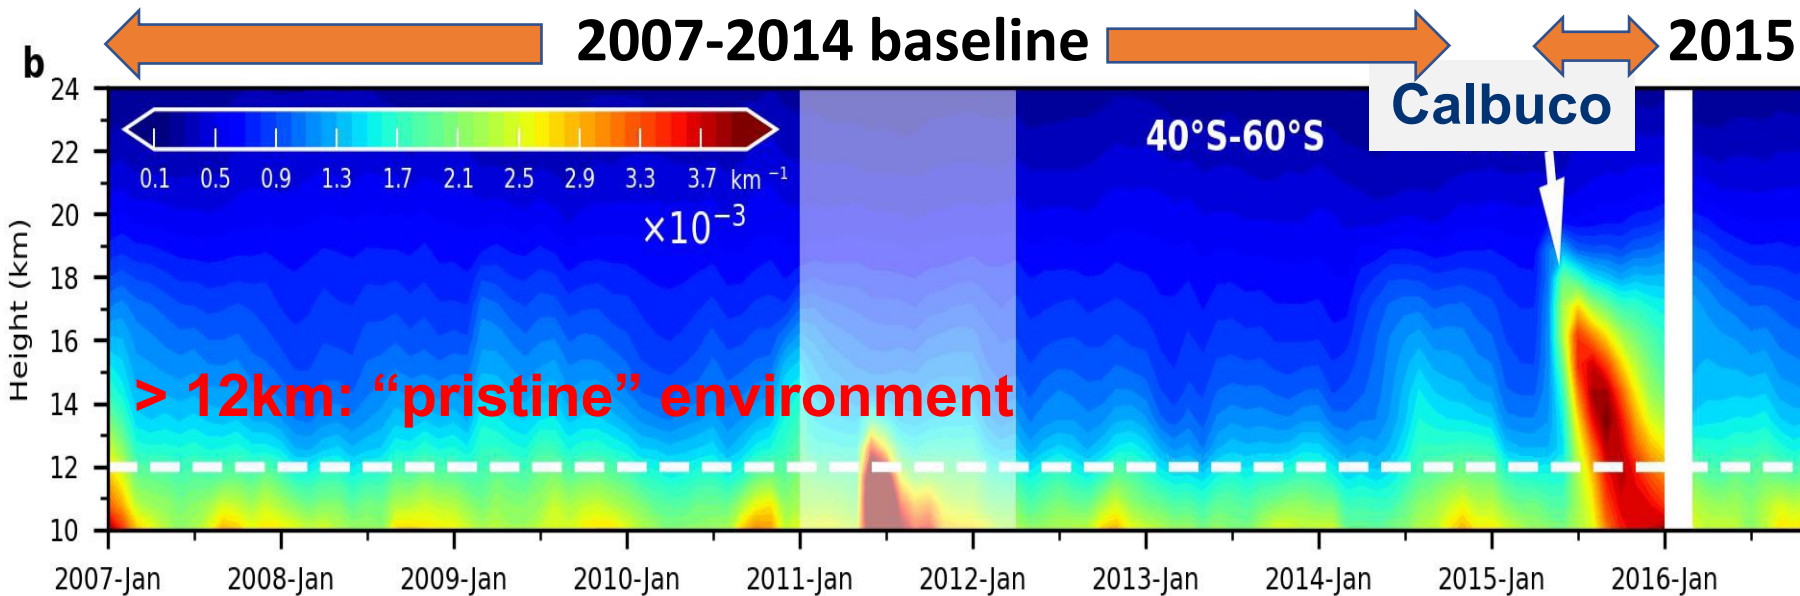 2007-2014 baseline
2015
b
Calbuco
40°S-60°S
0.1 0.5 0.9 1.3 1.7 2.1 2.5 2.9 3.3 3.7 km⁻¹
×10⁻³
> 12km: “pristine” environment
Height (km)
24
22
20
18
16
14
12
10
2007-Jan 2008-Jan 2009-Jan 2010-Jan 2011-Jan 2012-Jan 2013-Jan 2014-Jan 2015-Jan 2016-Jan